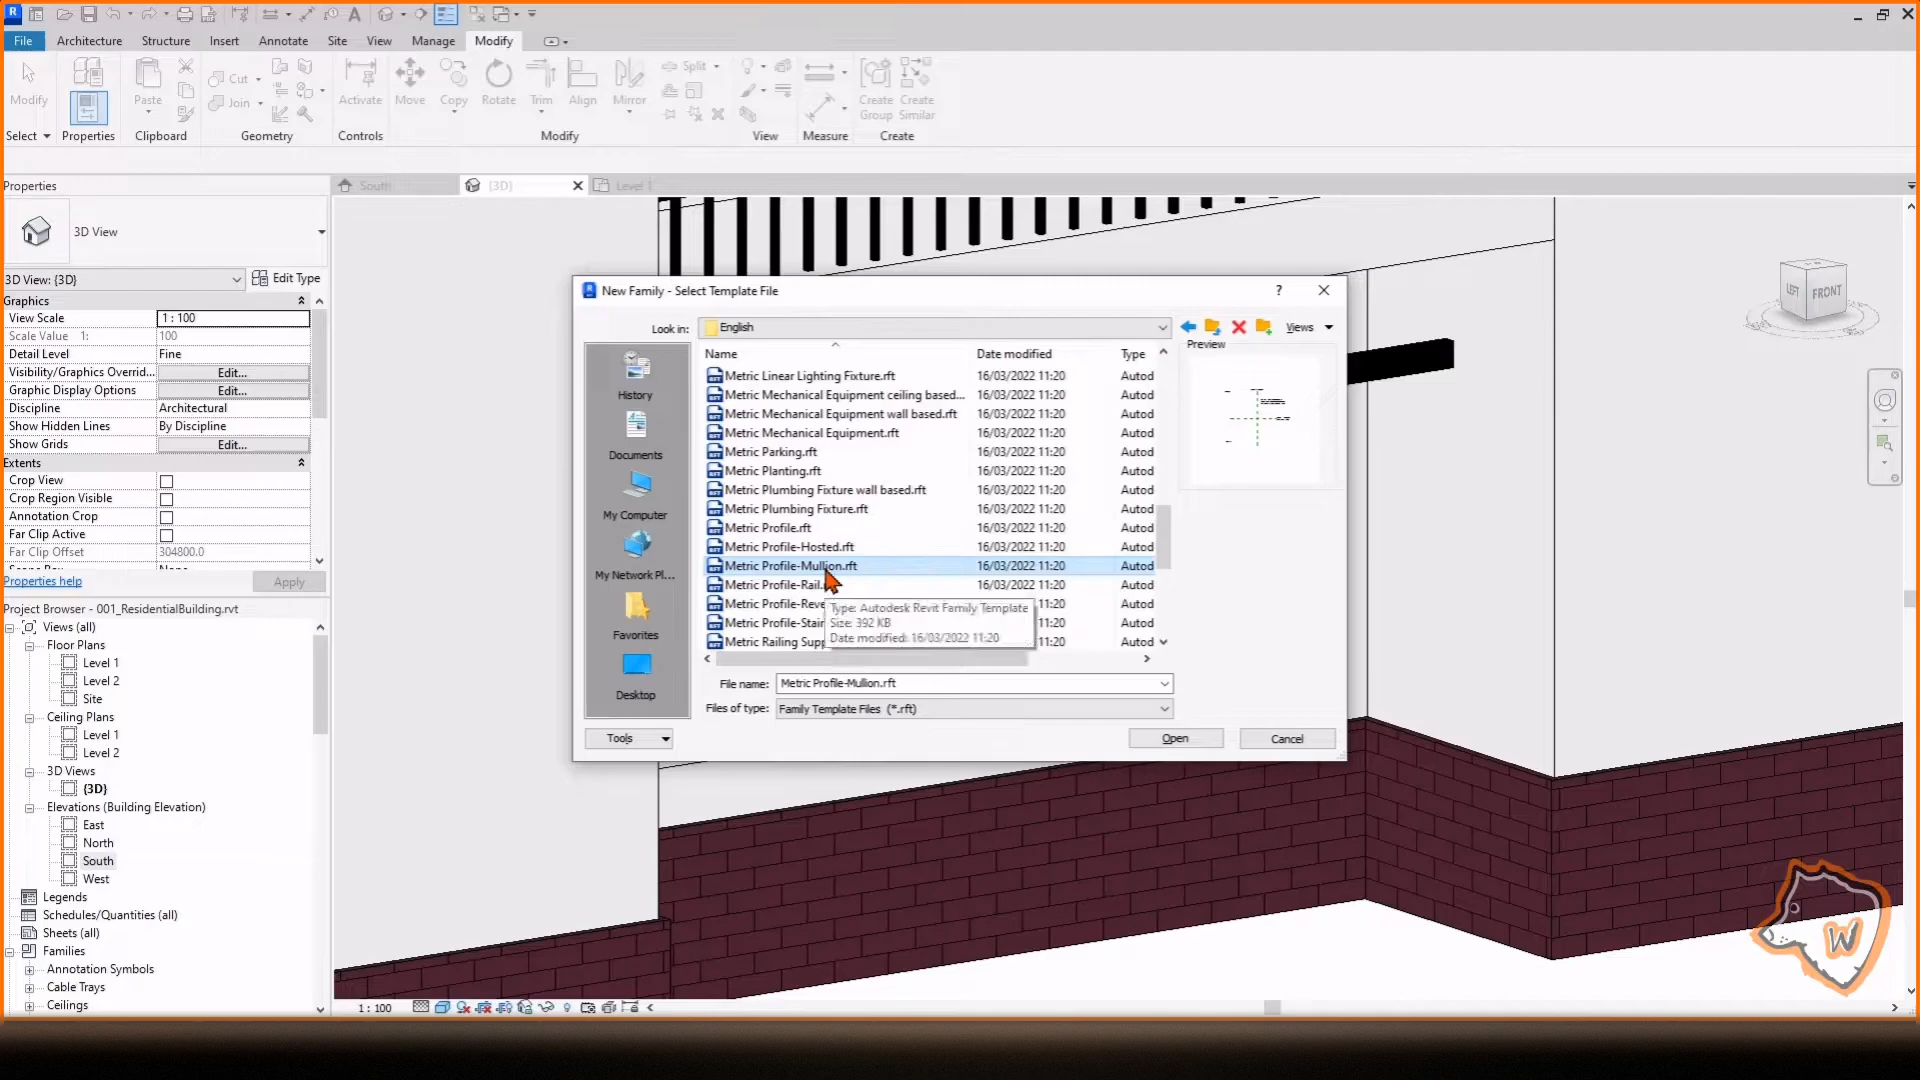 File
Architecture
Structure
Insert
Annotate
Site
View
Manage
Modify
Modify
Paste
Cut
Join
Activate
Move
Copy
Rotate
Trim
Align
Mirror
Split
Create Group
Create Similar
Select
Properties
Clipboard
Geometry
Controls
Modify
View
Measure
Create
Properties
South
{3D}
Level 1
3D View
3D View: {3D}
Edit Type
Graphics
View Scale 1 : 100
Scale Value 1: 100
Detail Level Fine
Visibility/Graphics Overrid... Edit...
Graphic Display Options Edit...
Discipline Architectural
Show Hidden Lines By Discipline
Show Grids Edit...
Extents
Crop View
Crop Region Visible
Annotation Crop
Far Clip Active
Far Clip Offset 304800.0
Properties help
Apply
Project Browser - 001_ResidentialBuilding.rvt
Views (all)
Floor Plans
Level 1
Level 2
Site
Ceiling Plans
Level 1
Level 2
3D Views
{3D}
Elevations (Building Elevation)
East
North
South
West
Legends
Schedules/Quantities (all)
Sheets (all)
Families
Annotation Symbols
Cable Trays
Ceilings
New Family - Select Template File
Look in: English
Views
Preview
History
Documents
My Computer
My Network Pl...
Favorites
Desktop
Name Date modified Type
Metric Linear Lighting Fixture.rft 16/03/2022 11:20 Autod
Metric Mechanical Equipment ceiling based... 16/03/2022 11:20 Autod
Metric Mechanical Equipment wall based.rft 16/03/2022 11:20 Autod
Metric Mechanical Equipment.rft 16/03/2022 11:20 Autod
Metric Parking.rft 16/03/2022 11:20 Autod
Metric Planting.rft 16/03/2022 11:20 Autod
Metric Plumbing Fixture wall based.rft 16/03/2022 11:20 Autod
Metric Plumbing Fixture.rft 16/03/2022 11:20 Autod
Metric Profile.rft 16/03/2022 11:20 Autod
Metric Profile-Hosted.rft 16/03/2022 11:20 Autod
Metric Profile-Mullion.rft 16/03/2022 11:20 Autod
Metric Profile-Rail. 16/03/2022 11:20 Autod
Metric Profile-Reve 11:20 Autod
Metric Profile-Stair 11:20 Autod
Metric Railing Supp 11:20 Autod
Type: Autodesk Revit Family Template
Size: 392 KB
Date modified: 16/03/2022 11:20
File name: Metric Profile-Mullion.rft
Files of type: Family Template Files (*.rft)
Tools
Open
Cancel
LEFT
FRONT
1 : 100
W